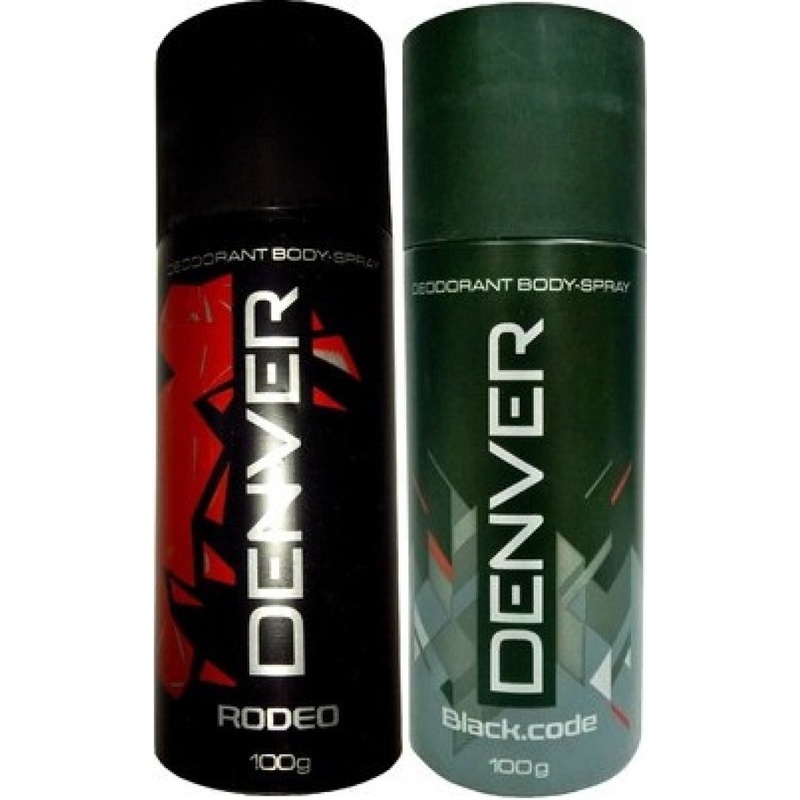 DEODORANT BODY-SPRAY
DENVER
RODEO
100g
DEODORANT BODY-SPRAY
DENVER
Black.code
100g